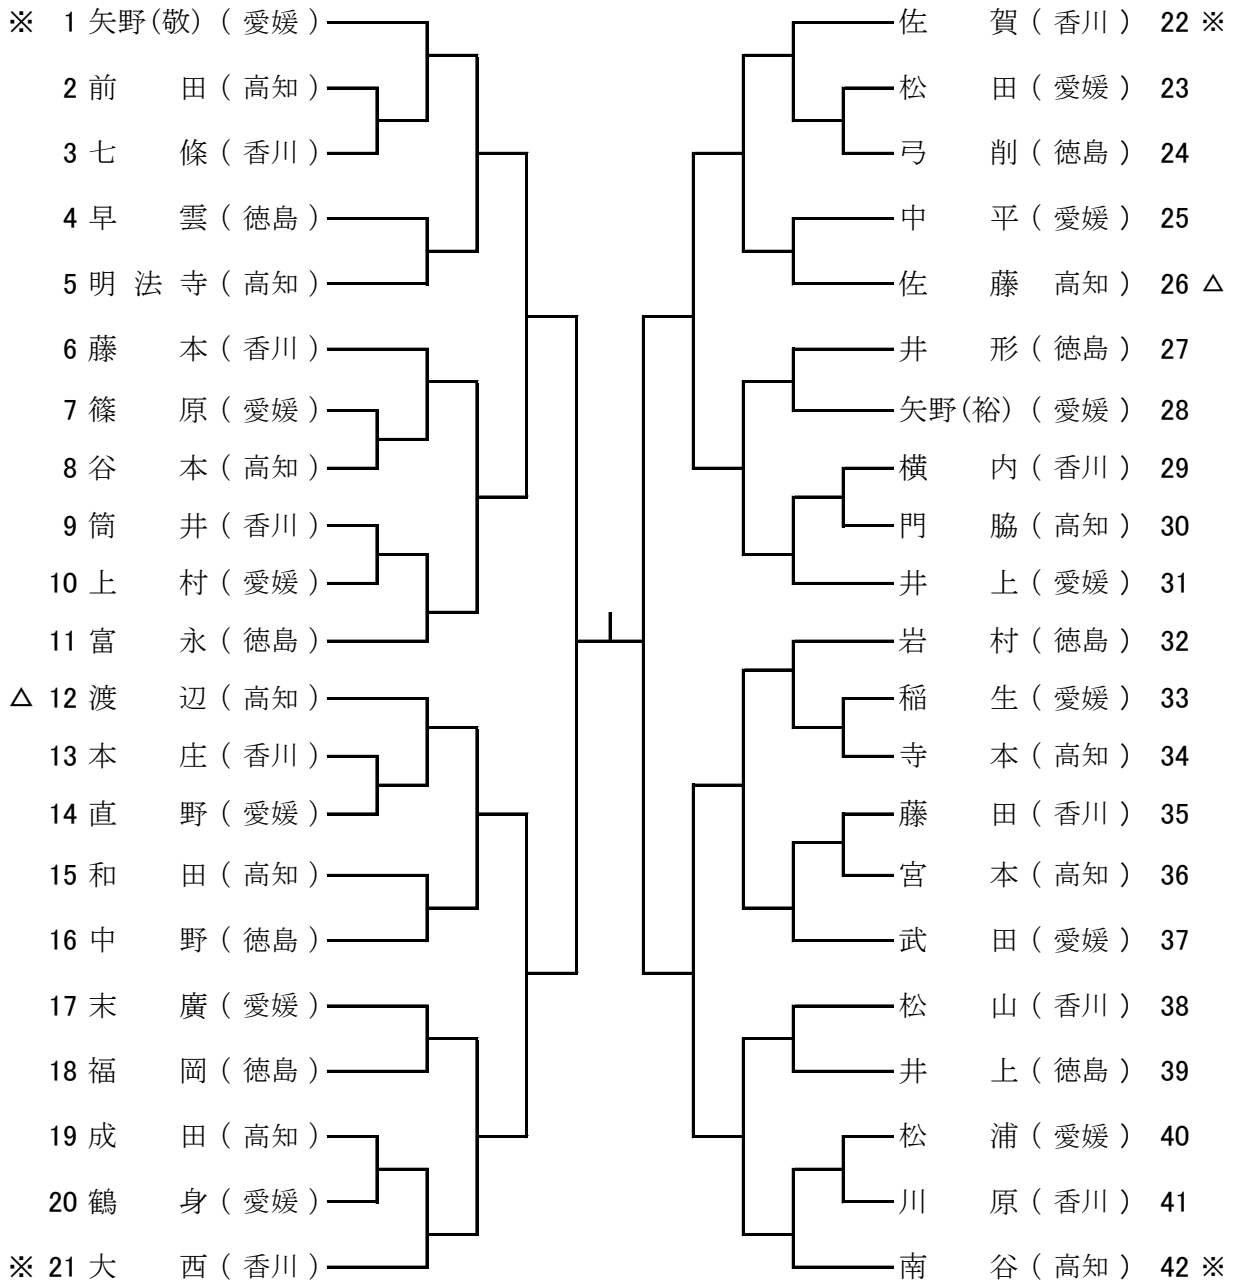 ※ 1 矢野(敬) ( 愛媛 )
2 前 田 ( 高知 )
3 七 條 ( 香川 )
4 早 雲 ( 徳島 )
5 明 法 寺 ( 高知 )
6 藤 本 ( 香川 )
7 篠 原 ( 愛媛 )
8 谷 本 ( 高知 )
9 筒 井 ( 香川 )
10 上 村 ( 愛媛 )
11 富 永 ( 徳島 )
△ 12 渡 辺 ( 高知 )
13 本 庄 ( 香川 )
14 直 野 ( 愛媛 )
15 和 田 ( 高知 )
16 中 野 ( 徳島 )
17 末 廣 ( 愛媛 )
18 福 岡 ( 徳島 )
19 成 田 ( 高知 )
20 鶴 身 ( 愛媛 )
※ 21 大 西 ( 香川 )
佐 賀 ( 香川 ) 22 ※
松 田 ( 愛媛 ) 23
弓 削 ( 徳島 ) 24
中 平 ( 愛媛 ) 25
佐 藤 高知 ) 26 △
井 形 ( 徳島 ) 27
矢野(裕) ( 愛媛 ) 28
横 内 ( 香川 ) 29
門 脇 ( 高知 ) 30
井 上 ( 愛媛 ) 31
岩 村 ( 徳島 ) 32
稲 生 ( 愛媛 ) 33
寺 本 ( 高知 ) 34
藤 田 ( 香川 ) 35
宮 本 ( 高知 ) 36
武 田 ( 愛媛 ) 37
松 山 ( 香川 ) 38
井 上 ( 徳島 ) 39
松 浦 ( 愛媛 ) 40
川 原 ( 香川 ) 41
南 谷 ( 高知 ) 42 ※